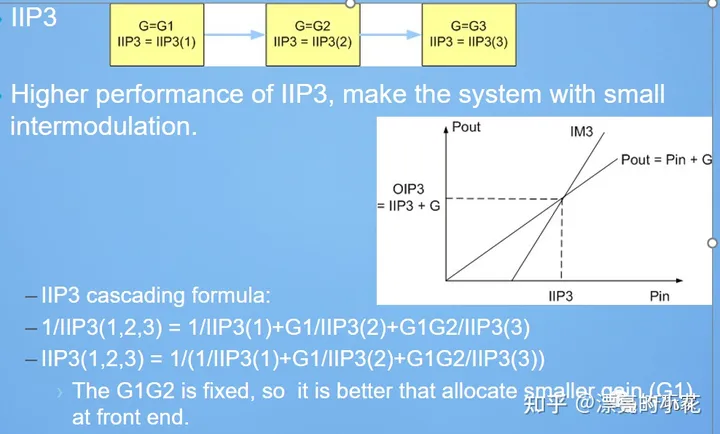 IIP3
G=G1
IIP3 = IIP3(1)
G=G2
IIP3 = IIP3(2)
G=G3
IIP3 = IIP3(3)
Higher performance of IIP3, make the system with small
intermodulation.
Pout
IM3
Pout = Pin + G
OIP3
= IIP3 + G
IIP3
Pin
– IIP3 cascading formula:
– 1/IIP3(1,2,3) = 1/IIP3(1)+G1/IIP3(2)+G1G2/IIP3(3)
– IIP3(1,2,3) = 1/(1/IIP3(1)+G1/IIP3(2)+G1G2/IIP3(3))
› The G1G2 is fixed, so it is better that allocate smaller gain (G1)
at front end.
知乎 @漂亮的小花